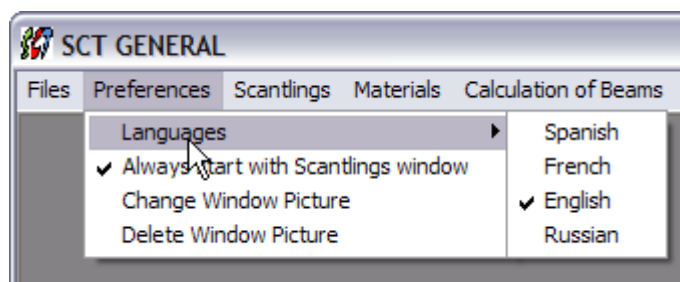 SCT GENERAL
Files Preferences Scantlings Materials Calculation of Beams
Languages
Always start with Scantlings window
Change Window Picture
Delete Window Picture
Spanish
French
English
Russian